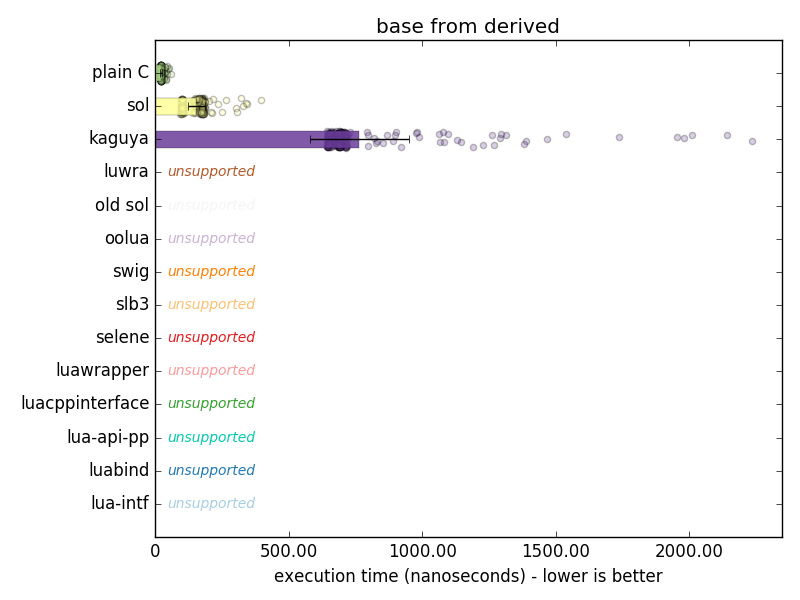 base from derived
plain C
sol
kaguya
luwra unsupported
old sol unsupported
oolua unsupported
swig unsupported
slb3 unsupported
selene unsupported
luawrapper unsupported
luacppinterface unsupported
lua-api-pp unsupported
luabind unsupported
lua-intf unsupported
0 500.00 1000.00 1500.00 2000.00
execution time (nanoseconds) - lower is better